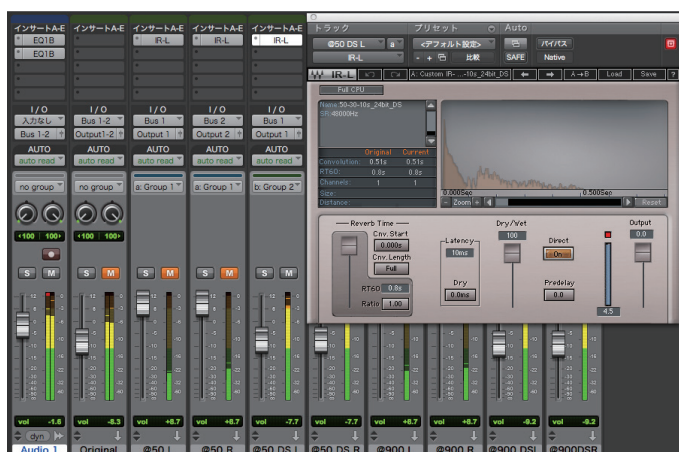 インサートA-E インサートA-E インサートA-E インサートA-E インサートA-E
EQ1B EQ1B IR-L IR-L IR-L
EQ1B
I/O I/O I/O I/O I/O
入力なし Bus 1-2 Bus 1 Bus 2 Bus 1
Bus 1-2 Output1-2 Output 1 Output 2 Output 1
AUTO AUTO AUTO AUTO AUTO
auto read auto read auto read auto read auto read
no group no group a: Group 1 a: Group 1 b: Group 2
‹100 100› ‹100 100›
S M S M S M S M S M
vol -1.6 vol -8.3 vol +8.7 vol +8.7 vol -7.7 vol -7.7 vol +8.7 vol +8.7 vol -9.2 vol -9.2
dyn
Audio 1 Original @50 L @50 R @50 DS L @50 DS R @900 L @900 R @900 DSL @900DSR
トラック プリセット Auto
@50 DS L a <デフォルト設定> バイパス
IR-L - + 比較 SAFE Native
IR-L A: Custom IR- ...-10s_24bit_DS A→B Load Save ?
Full CPU
Name:50-30-10s_24bit_DS
SR:48000Hz
Original Current
Convolution: 0.51s 0.51s
RT60: 0.8s 0.8s
Channels: 1 1
Size:
Distance:
0.000Sec 0.500Sec
- Zoom + Reset
Reverb Time
Cnv.Start
0.000s
Cnv.Length
Full
RT60 0.8s
Ratio 1.00
Latency
10ms
Dry
0.0ms
Dry/Wet
100
Direct
On
Predelay
0.0
Output
0.0
4.5